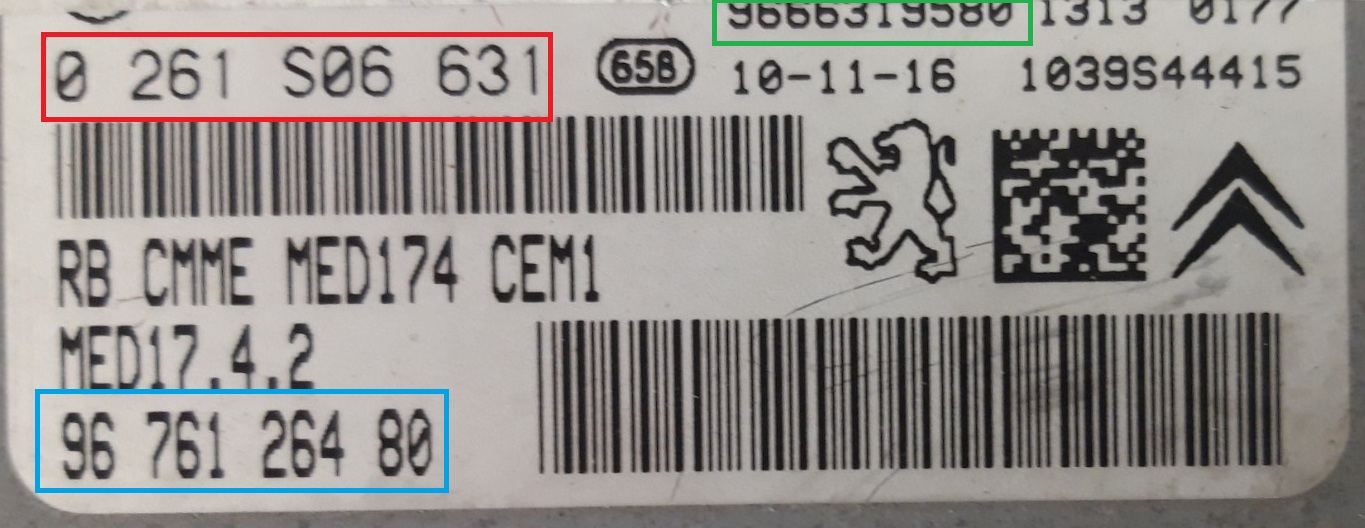 9666319580 1313 0177
0 261 S06 631
658
10-11-16 1039S44415
RB CMME MED174 CEM1
MED17.4.2
96 761 264 80